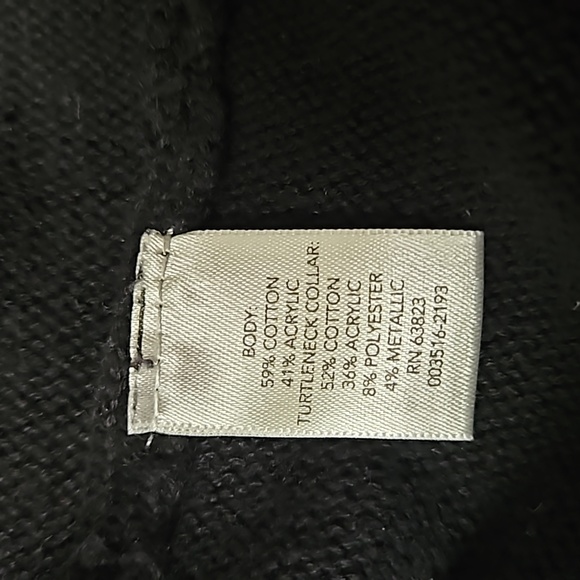 BODY:
59% COTTON
41% ACRYLIC
TURTLENECK COLLAR:
52% COTTON
36% ACRYLIC
8% POLYESTER
4% METALLIC
RN 63823
003516-2193